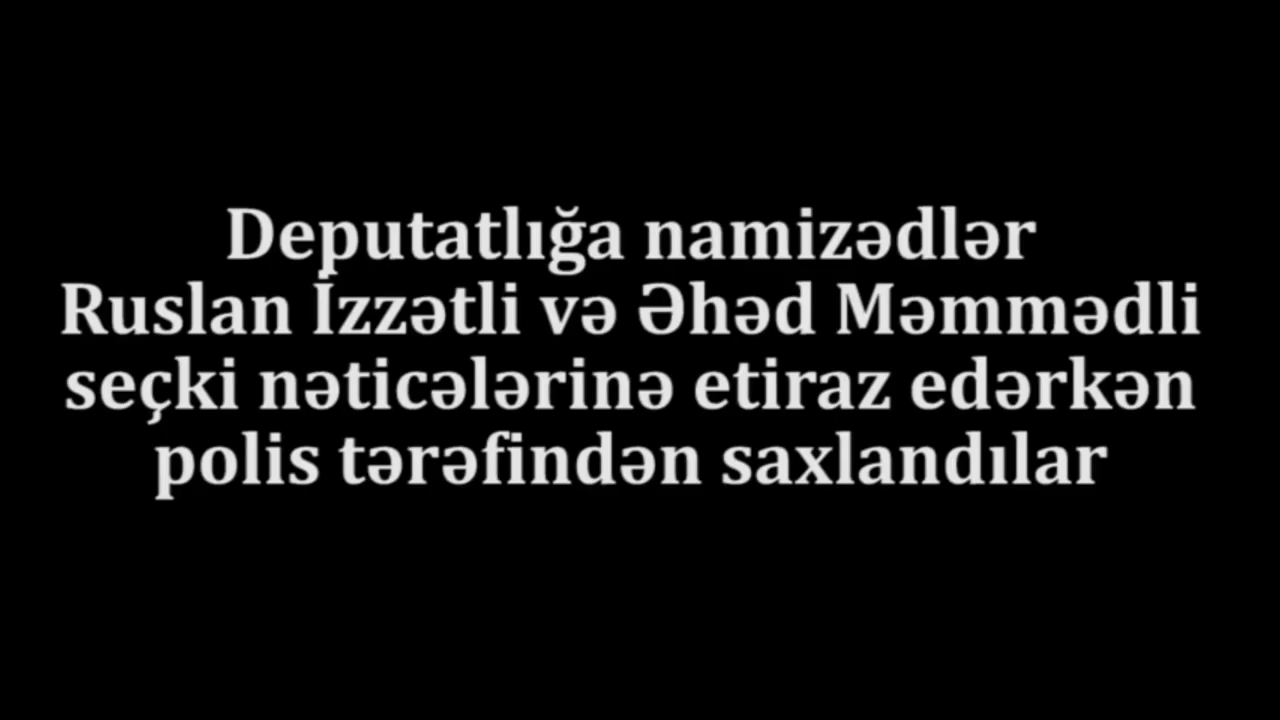 Deputatlığa namizədlər
Ruslan İzzətli və Əhəd Məmmədli
seçki nəticələrinə etiraz edərkən
polis tərəfindən saxlandılar